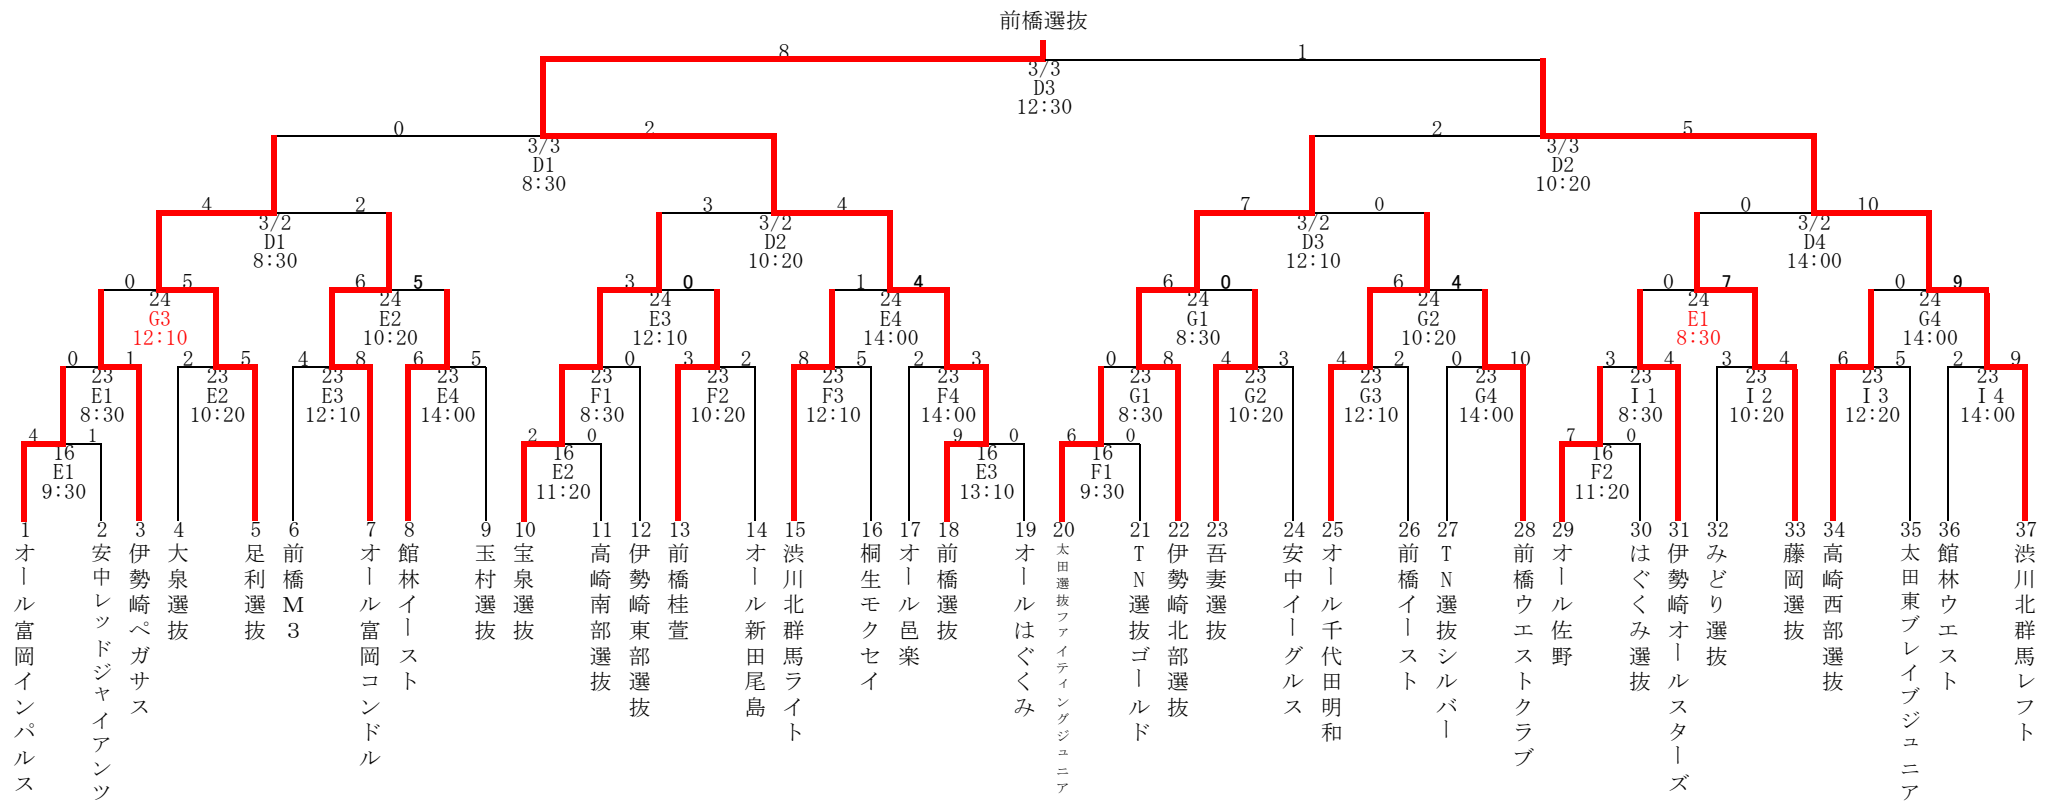 前橋選抜
8 1
3/3
D3
12:30
0 2 2 5
3/3 3/3
D1 D2
8:30 10:20
4 2 3 4 7 0 0 10
3/2 3/2 3/2 3/2
D1 D2 D3 D4
8:30 10:20 12:10 14:00
0 5 6 5 3 0 1 4 6 0 6 4 0 7 0 9
24 24 24 24 24 24 24 24
G3 E2 E3 E4 G1 G2 E1 G4
12:10 10:20 12:10 14:00 8:30 10:20 8:30 14:00
0 1 2 5 4 8 6 5 0 3 2 8 5 2 3 0 8 4 3 4 2 0 10 3 4 3 4 6 5 2 9
23 23 23 23 23 23 23 23 23 23 23 23 23 23 23 23
E1 E2 E3 E4 F1 F2 F3 F4 G1 G2 G3 G4 I1 I2 I3 I4
8:30 10:20 12:10 14:00 8:30 10:20 12:10 14:00 8:30 10:20 12:10 14:00 8:30 10:20 12:20 14:00
4 1 2 0 9 0 6 0 7 0
16 16 16 16 16
E1 E2 E3 F1 F2
9:30 11:20 13:10 9:30 11:20
1 2 3 4 5 6 7 8 9 10 11 12 13 14 15 16 17 18 19 20 21 22 23 24 25 26 27 28 29 30 31 32 33 34 35 36 37
オール富岡インパルス
安中レッドジャイアンツ
伊勢崎ペガサス
大泉選抜
足利選抜
前橋M3
オール富岡コンドル
館林イースト
玉村選抜
宝泉選抜
高崎南部選抜
伊勢崎東部選抜
前橋桂萱
オール新田尾島
渋川北群馬ライト
桐生モクセイ
オール邑楽
前橋選抜
オールはぐくみ
太田選抜ファイティングジュニア
TN選抜ゴールド
伊勢崎北部選抜
吾妻選抜
安中イーグルス
オール千代田明和
前橋イースト
TN選抜シルバー
前橋ウエストクラブ
オール佐野
はぐくみ選抜
伊勢崎オールスターズ
みどり選抜
藤岡選抜
高崎西部選抜
太田東ブレイブジュニア
館林ウエスト
渋川北群馬レフト